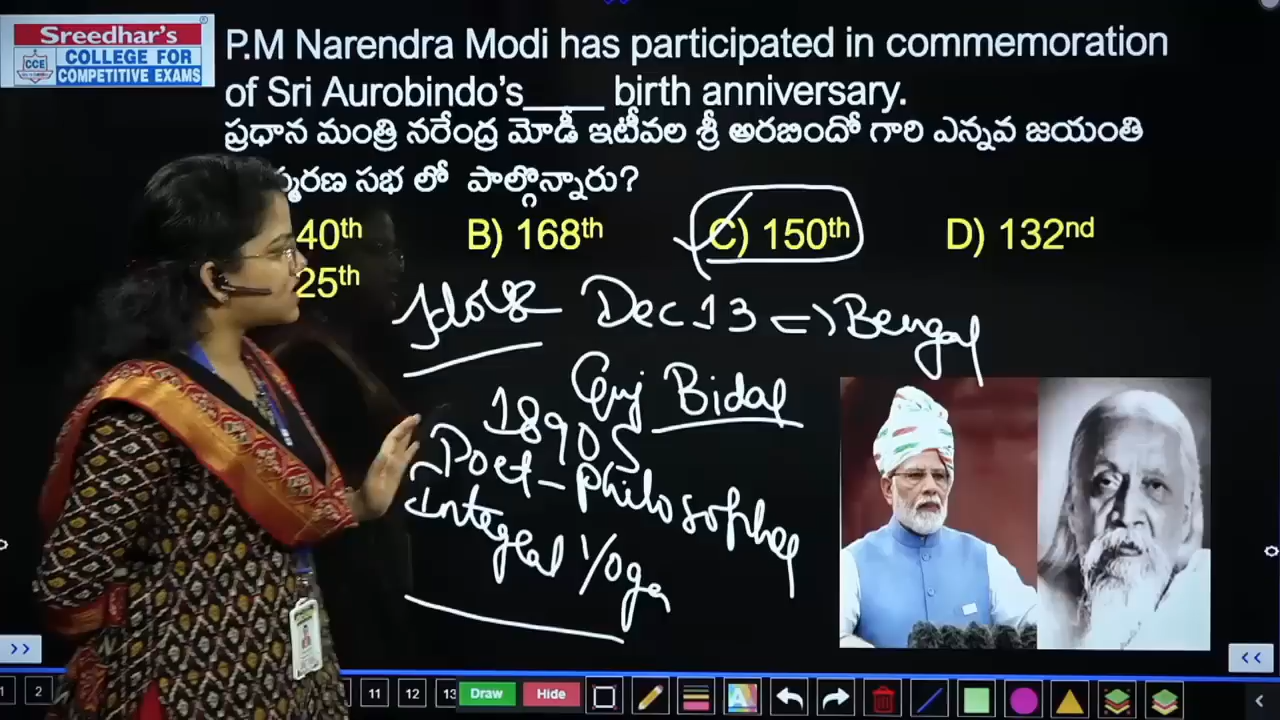 Sreedhar's
CCE
COLLEGE FOR
COMPETITIVE EXAMS
P.M Narendra Modi has participated in commemoration
of Sri Aurobindo's____ birth anniversary.
ప్రధాన మంత్రి నరేంద్ర మోడీ ఇటీవల శ్రీ అరబిందో గారి ఎన్నవ జయంతి
సభ లో పాల్గొన్నారు?
40th B) 168th C) 150th D) 132nd
25th
Dec 13 => Bengal
Guj Bidal
1890s
Poet - philosopher
Integral Yoga
>> <<
1 2 11 12 13 Draw Hide A